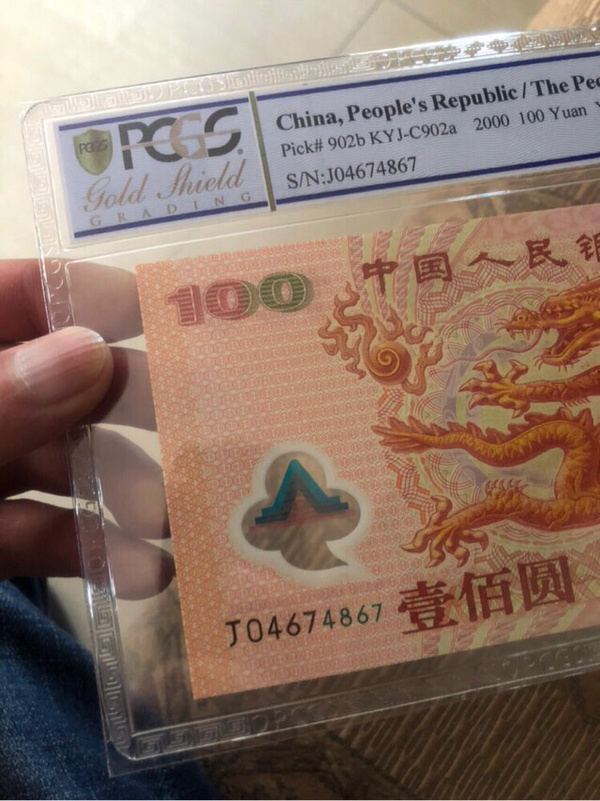 PCGS
PCGS
Gold Shield
GRADING
China, People's Republic / The
Pick# 902b KYJ-C902a 2000 100 Yuan
S/N:J04674867
100
中国人民
J04674867
壹佰圆